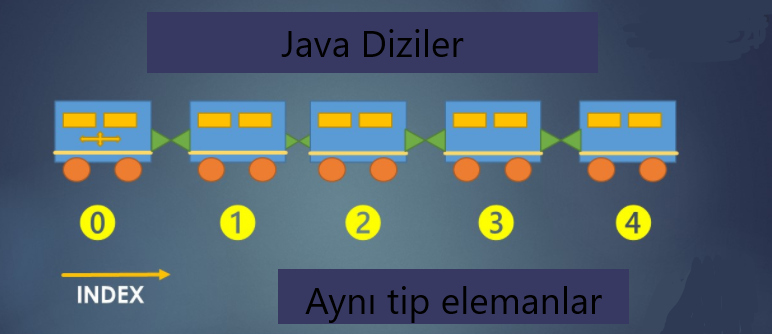 Java Diziler
0 1 2 3 4
INDEX
Aynı tip elemanlar